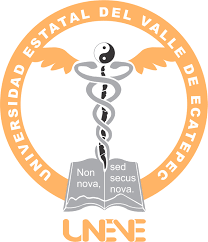 UNIVERSIDAD ESTATAL DEL VALLE DE ECATEPEC
Non
nova,
sed
secus
nova.
UNEVE